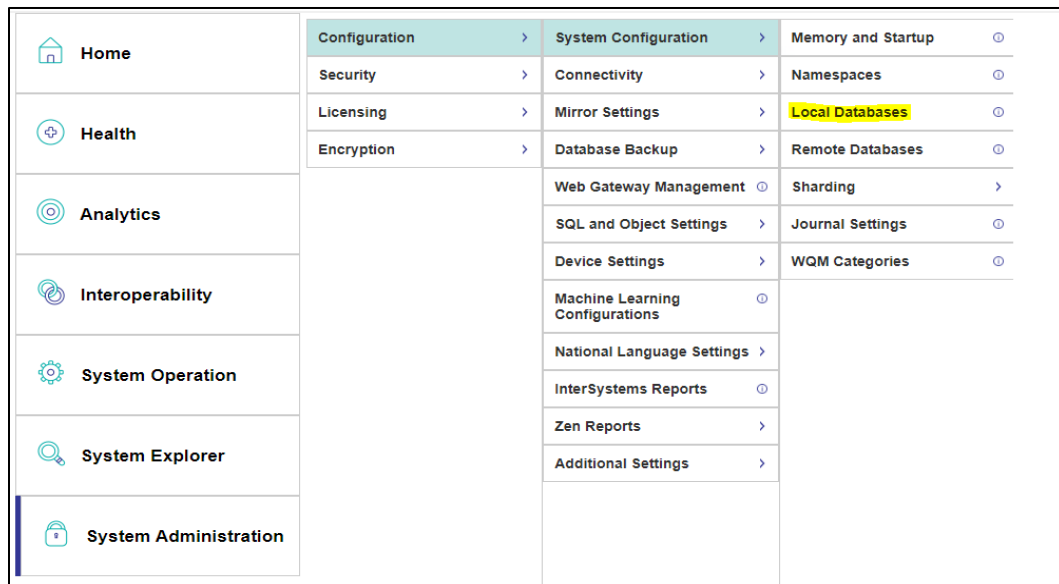 Home
Health
Analytics
Interoperability
System Operation
System Explorer
System Administration
Configuration
Security
Licensing
Encryption
System Configuration
Connectivity
Mirror Settings
Database Backup
Web Gateway Management
SQL and Object Settings
Device Settings
Machine Learning
Configurations
National Language Settings
InterSystems Reports
Zen Reports
Additional Settings
Memory and Startup
Namespaces
Local Databases
Remote Databases
Sharding
Journal Settings
WQM Categories